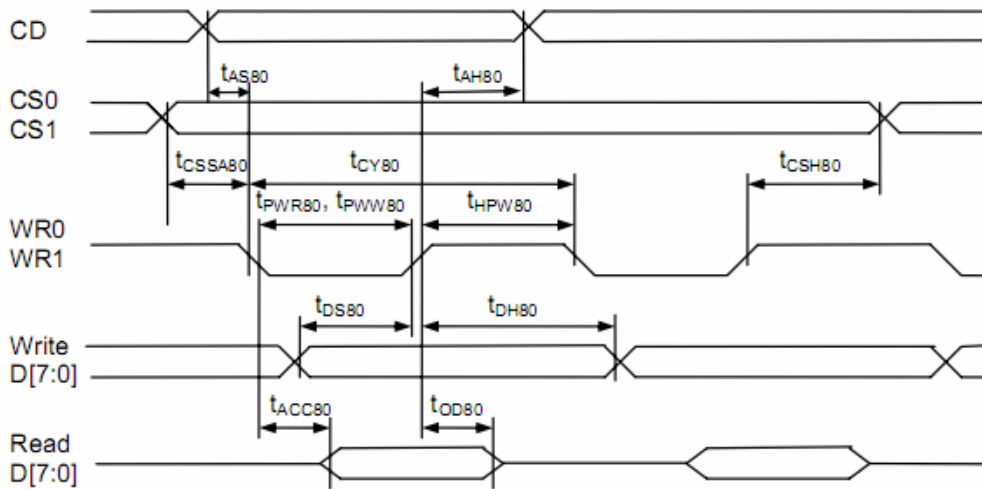 CD
tAS80
tAH80
CS0
CS1
tCSSA80
tCY80
tCSH80
tPWR80, tPWW80
tHPW80
WR0
WR1
tDS80
tDH80
Write
D[7:0]
tACC80
tOD80
Read
D[7:0]